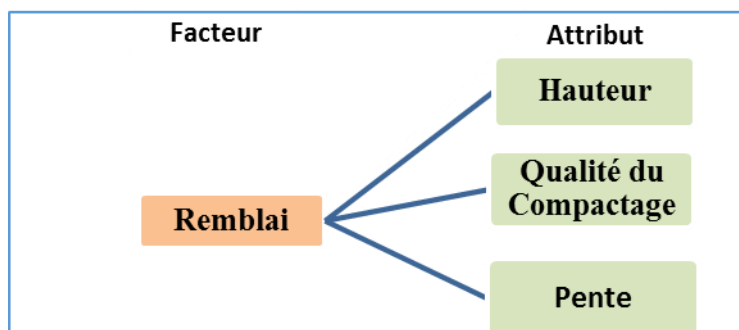 Facteur
Attribut
Hauteur
Qualité du
Compactage
Remblai
Pente